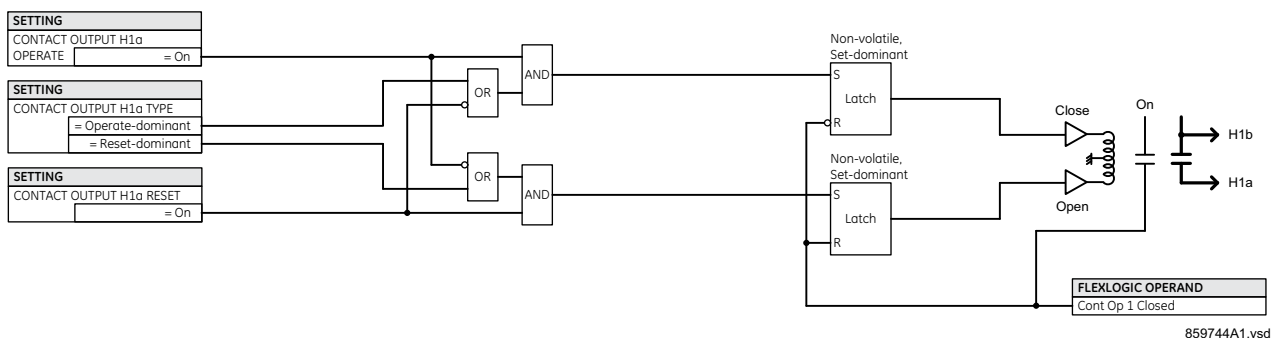 SETTING
CONTACT OUTPUT H1a
OPERATE = On
SETTING
CONTACT OUTPUT H1a TYPE
= Operate-dominant
= Reset-dominant
SETTING
CONTACT OUTPUT H1a RESET
= On
OR
AND
OR
AND
Non-volatile,
Set-dominant
S
Latch
R
Non-volatile,
Set-dominant
S
Latch
R
Close
Open
On
H1b
H1a
FLEXLOGIC OPERAND
Cont Op 1 Closed
859744A1.vsd